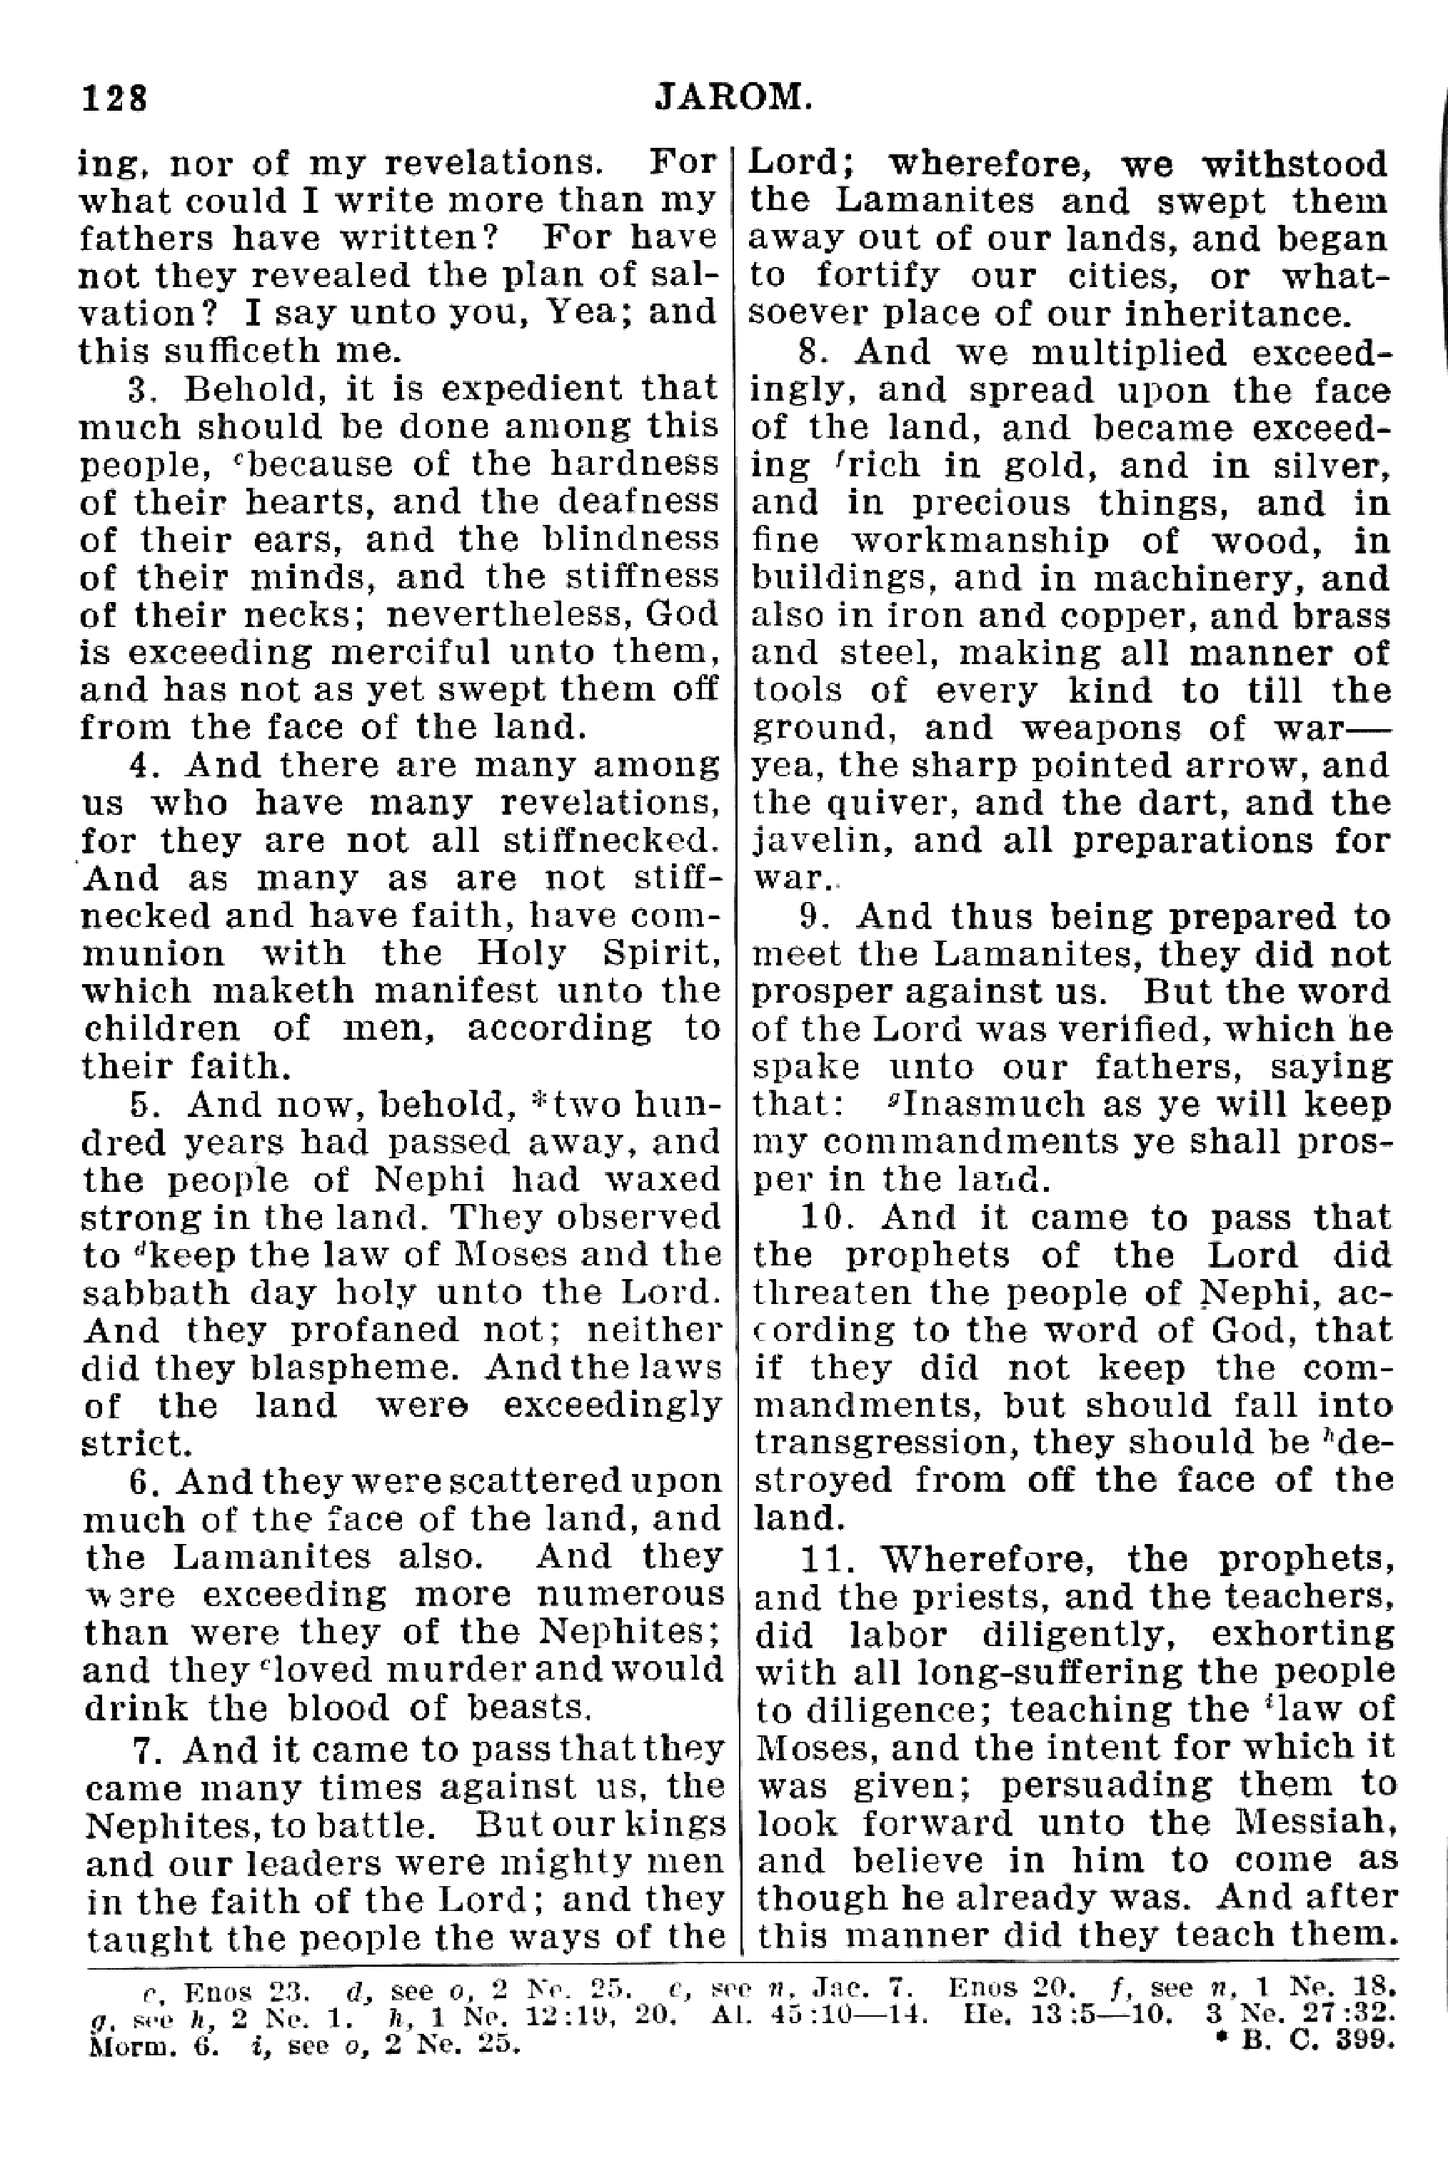 128 JAROM.
ing, nor of my revelations. For
what could I write more than my
fathers have written? For have
not they revealed the plan of sal-
vation? I say unto you, Yea; and
this sufficeth me.
3. Behold, it is expedient that
much should be done among this
people, cbecause of the hardness
of their hearts, and the deafness
of their ears, and the blindness
of their minds, and the stiffness
of their necks; nevertheless, God
is exceeding merciful unto them,
and has not as yet swept them off
from the face of the land.
4. And there are many among
us who have many revelations,
for they are not all stiffnecked.
And as many as are not stiff-
necked and have faith, have com-
munion with the Holy Spirit,
which maketh manifest unto the
children of men, according to
their faith.
5. And now, behold, *two hun-
dred years had passed away, and
the people of Nephi had waxed
strong in the land. They observed
to dkeep the law of Moses and the
sabbath day holy unto the Lord.
And they profaned not; neither
did they blaspheme. And the laws
of the land were exceedingly
strict.
6. And they were scattered upon
much of the face of the land, and
the Lamanites also. And they
were exceeding more numerous
than were they of the Nephites;
and they eloved murder and would
drink the blood of beasts.
7. And it came to pass that they
came many times against us, the
Nephites, to battle. But our kings
and our leaders were mighty men
in the faith of the Lord; and they
taught the people the ways of the
Lord; wherefore, we withstood
the Lamanites and swept them
away out of our lands, and began
to fortify our cities, or what-
soever place of our inheritance.
8. And we multiplied exceed-
ingly, and spread upon the face
of the land, and became exceed-
ing frich in gold, and in silver,
and in precious things, and in
fine workmanship of wood, in
buildings, and in machinery, and
also in iron and copper, and brass
and steel, making all manner of
tools of every kind to till the
ground, and weapons of war—
yea, the sharp pointed arrow, and
the quiver, and the dart, and the
javelin, and all preparations for
war.
9. And thus being prepared to
meet the Lamanites, they did not
prosper against us. But the word
of the Lord was verified, which he
spake unto our fathers, saying
that: gInasmuch as ye will keep
my commandments ye shall pros-
per in the land.
10. And it came to pass that
the prophets of the Lord did
threaten the people of Nephi, ac-
cording to the word of God, that
if they did not keep the com-
mandments, but should fall into
transgression, they should be hde-
stroyed from off the face of the
land.
11. Wherefore, the prophets,
and the priests, and the teachers,
did labor diligently, exhorting
with all long-suffering the people
to diligence; teaching the ilaw of
Moses, and the intent for which it
was given; persuading them to
look forward unto the Messiah,
and believe in him to come as
though he already was. And after
this manner did they teach them.
c, Enos 23. d, see o, 2 Ne. 25. e, see n, Jac. 7. Enos 20. f, see n, 1 Ne. 18.
g, see h, 2 Ne. 1. h, 1 Ne. 12:19, 20. Al. 45:10—14. He. 13:5—10. 3 Ne. 27:32.
Morm. 6. i, see o, 2 Ne. 25. * B. C. 399.